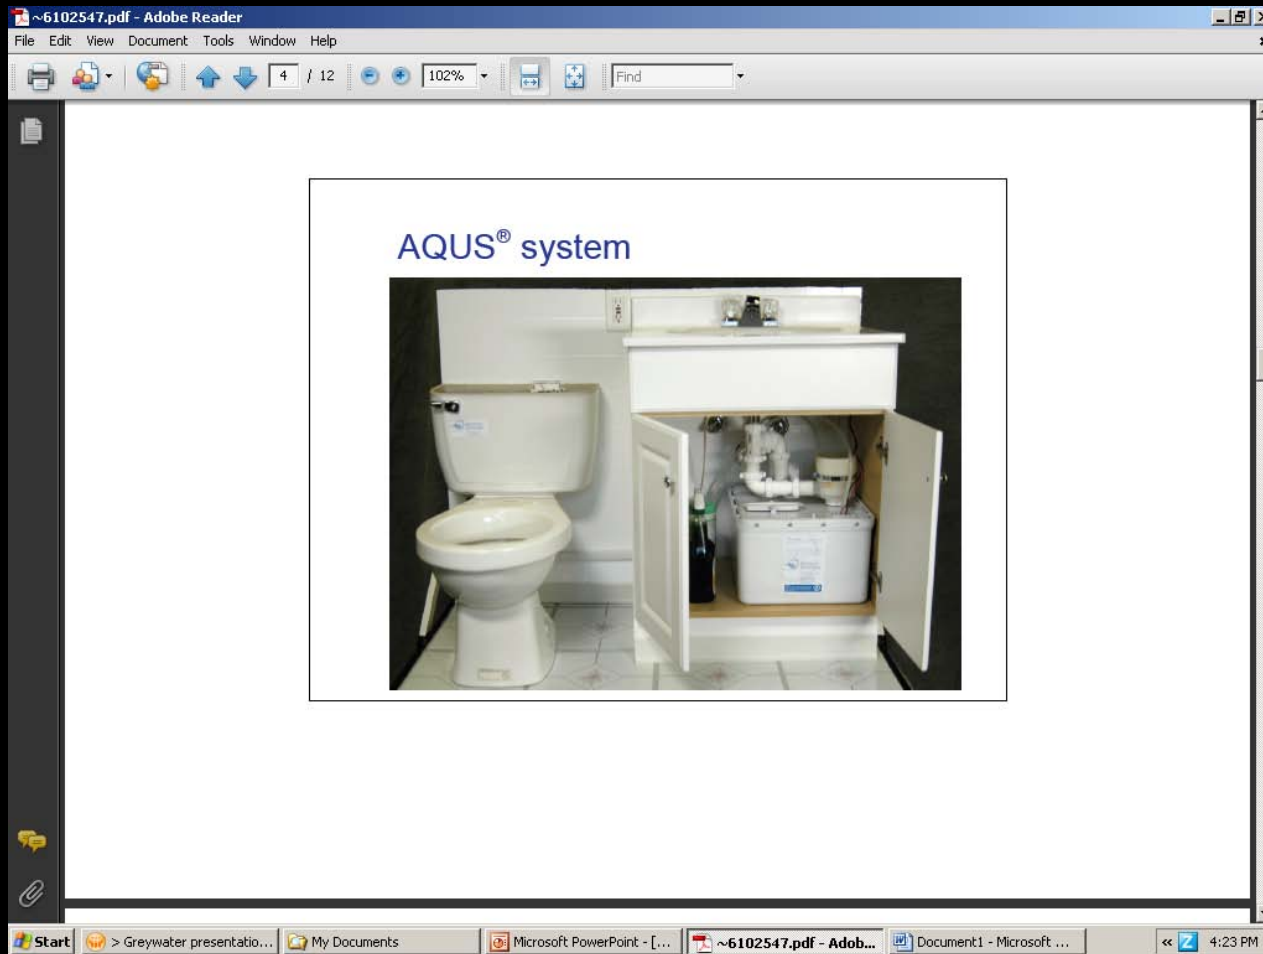 ~6102547.pdf - Adobe Reader
File Edit View Document Tools Window Help
4 / 12 102% Find
AQUS® system
Start > Greywater presentatio... My Documents Microsoft PowerPoint - [... ~6102547.pdf - Adob... Document1 - Microsoft ... « Z 4:23 PM